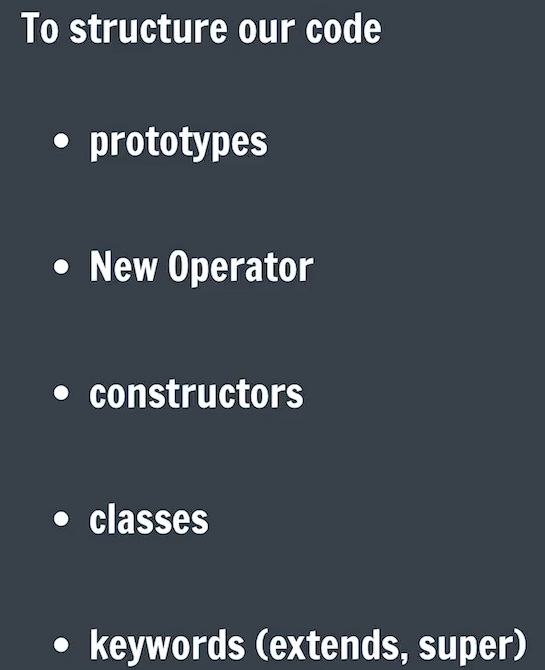 To structure our code
• prototypes
• New Operator
• constructors
• classes
• keywords (extends, super)